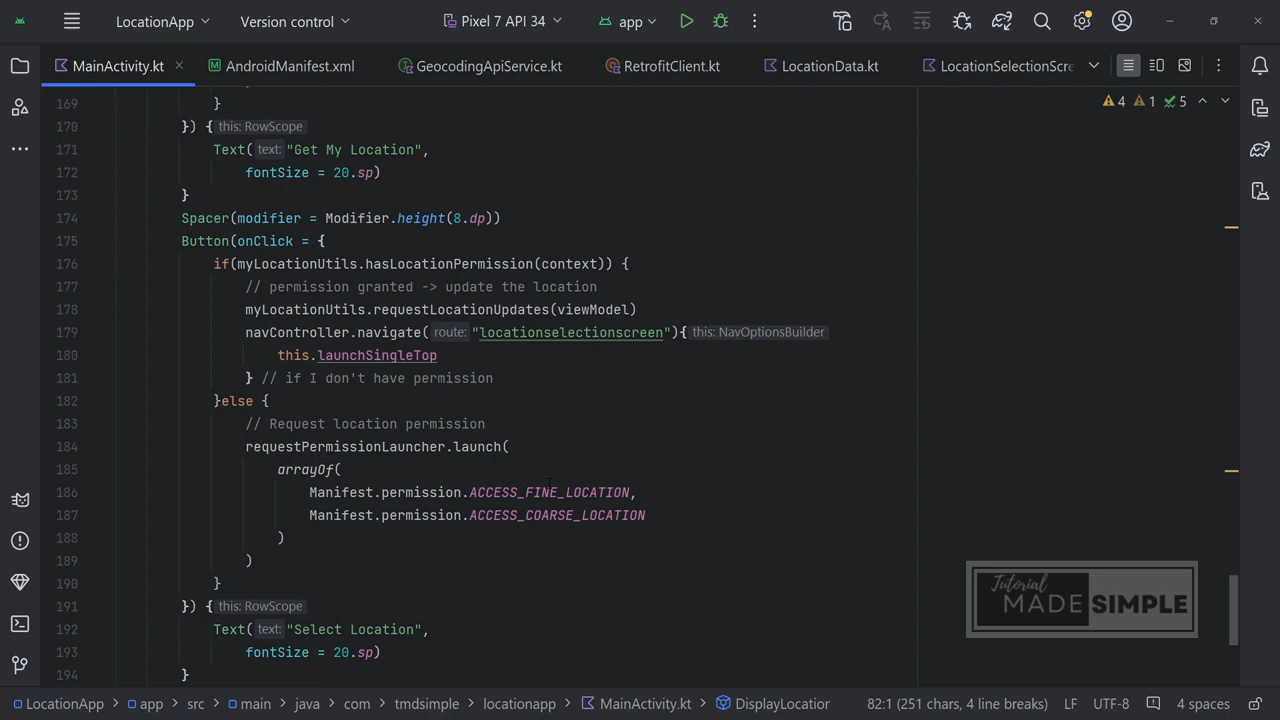 LocationApp
Version control
Pixel 7 API 34
app
MainActivity.kt
AndroidManifest.xml
GeocodingApiService.kt
RetrofitClient.kt
LocationData.kt
LocationSelectionScre
4
1
5
169 }
170 }) { this: RowScope
171 Text( text: "Get My Location",
172 fontSize = 20.sp)
173 }
174 Spacer(modifier = Modifier.height(8.dp))
175 Button(onClick = {
176 if(myLocationUtils.hasLocationPermission(context)) {
177 // permission granted -> update the location
178 myLocationUtils.requestLocationUpdates(viewModel)
179 navController.navigate( route: "locationselectionscreen"){ this: NavOptionsBuilder
180 this.launchSingleTop
181 } // if I don't have permission
182 }else {
183 // Request location permission
184 requestPermissionLauncher.launch(
185 arrayOf(
186 Manifest.permission.ACCESS_FINE_LOCATION,
187 Manifest.permission.ACCESS_COARSE_LOCATION
188 )
189 )
190 }
191 }) { this: RowScope
192 Text( text: "Select Location",
193 fontSize = 20.sp)
194 }
Tutorial
MADE SIMPLE
LocationApp > app > src > main > java > com > tmdsimple > locationapp > MainActivity.kt > DisplayLocation
82:1 (251 chars, 4 line breaks)
LF
UTF-8
4 spaces